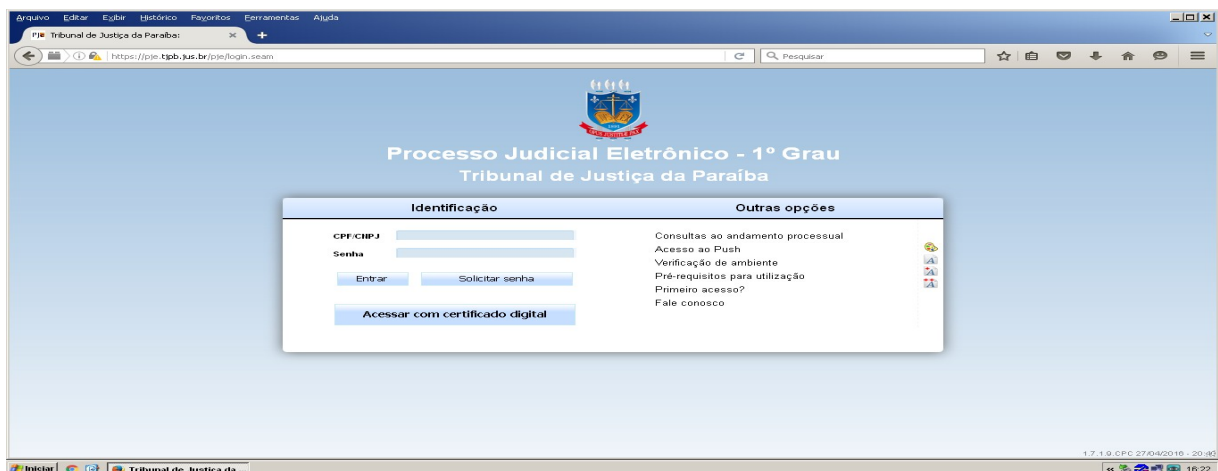 Arquivo Editar Exibir Histórico Favoritos Ferramentas Ajuda
PJe Tribunal de Justiça da Paraíba:
https://pje.tjpb.jus.br/pje/login.seam
Pesquisar
Processo Judicial Eletrônico - 1º Grau
Tribunal de Justiça da Paraíba
Identificação
CPF/CNPJ
Senha
Entrar Solicitar senha
Acessar com certificado digital
Outras opções
Consultas ao andamento processual
Acesso ao Push
Verificação de ambiente
Pré-requisitos para utilização
Primeiro acesso?
Fale conosco
1.7.1.9.CPC 27/04/2016 - 20:40
Iniciar Tribunal de Justiça da 16:22